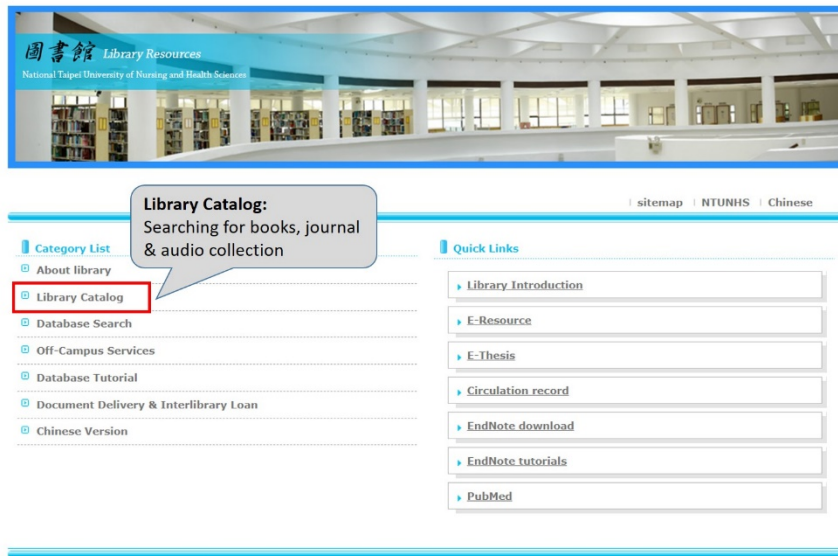 圖書館 Library Resources
National Taipei University of Nursing and Health Sciences
sitemap | NTUNHS | Chinese
Library Catalog:
Searching for books, journal
& audio collection
Category List
About library
Library Catalog
Database Search
Off-Campus Services
Database Tutorial
Document Delivery & Interlibrary Loan
Chinese Version
Quick Links
Library Introduction
E-Resource
E-Thesis
Circulation record
EndNote download
EndNote tutorials
PubMed